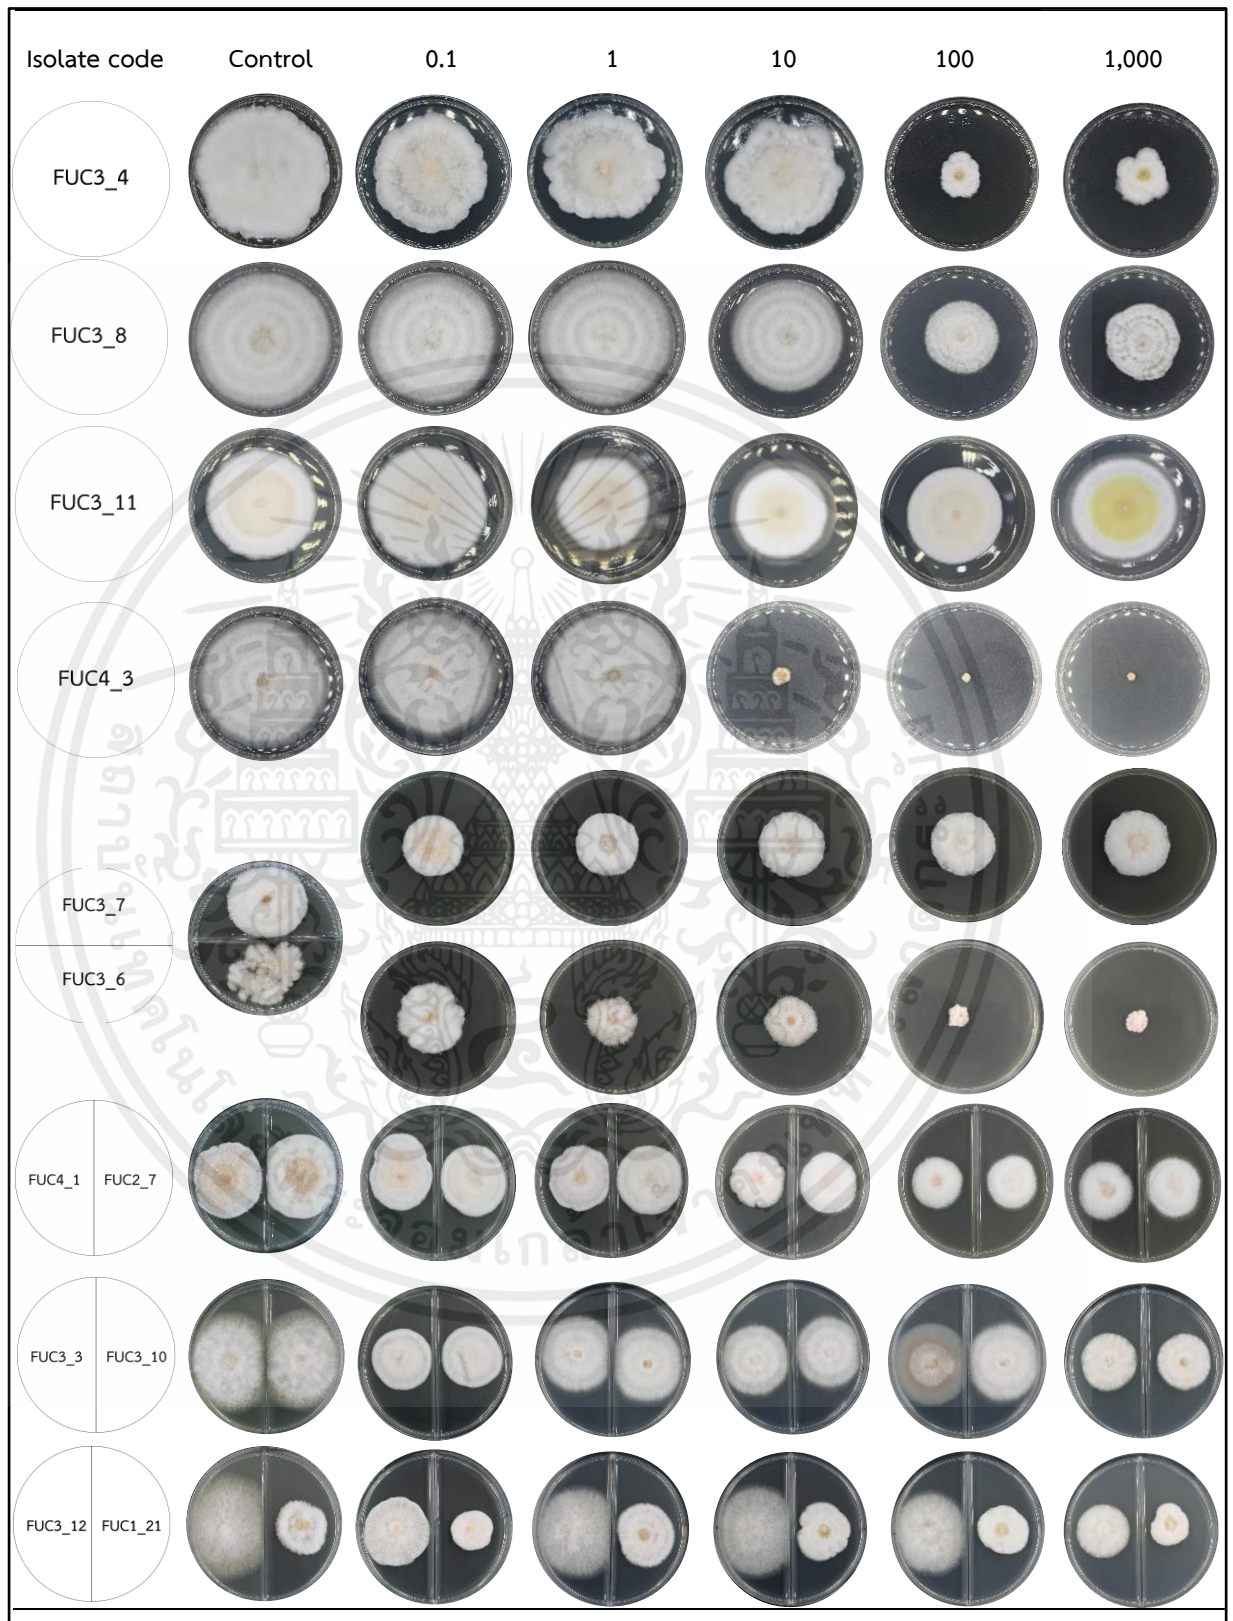 Isolate code Control 0.1 1 10 100 1,000
FUC3_4
FUC3_8
FUC3_11
FUC4_3
FUC3_7
FUC3_6
FUC4_1 FUC2_7
FUC3_3 FUC3_10
FUC3_12 FUC1_21